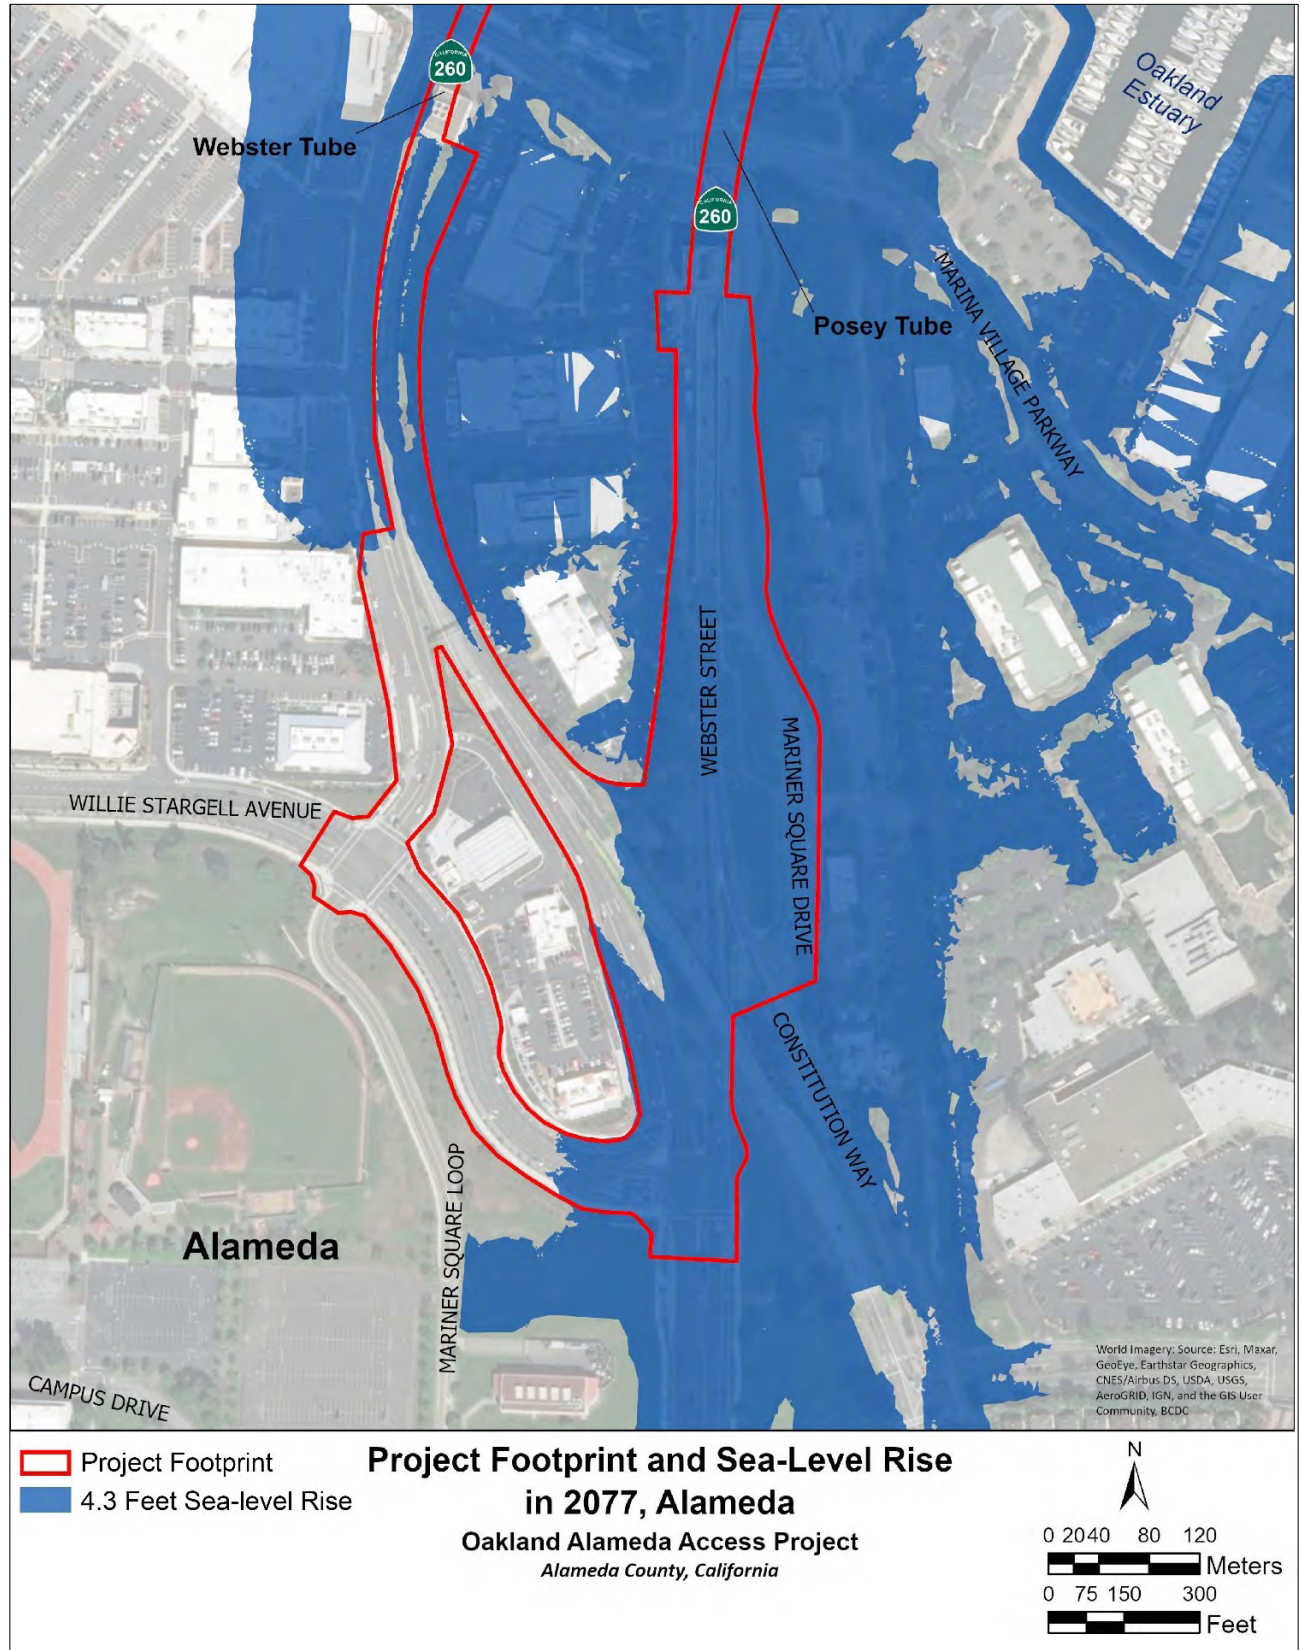 CALIFORNIA
260
Oakland
Estuary
Webster Tube
CALIFORNIA
260
MARINA VILLAGE PARKWAY
Posey Tube
WEBSTER STREET
MARINER SQUARE DRIVE
WILLIE STARGELL AVENUE
CONSTITUTION WAY
MARINER SQUARE LOOP
Alameda
CAMPUS DRIVE
World Imagery: Source: Esri, Maxar,
GeoEye, Earthstar Geographics,
CNES/Airbus DS, USDA, USGS,
AeroGRID, IGN, and the GIS User
Community, BCDC
Project Footprint
4.3 Feet Sea-level Rise
Project Footprint and Sea-Level Rise
in 2077, Alameda
Oakland Alameda Access Project
Alameda County, California
N
0 20 40 80 120
Meters
0 75 150 300
Feet